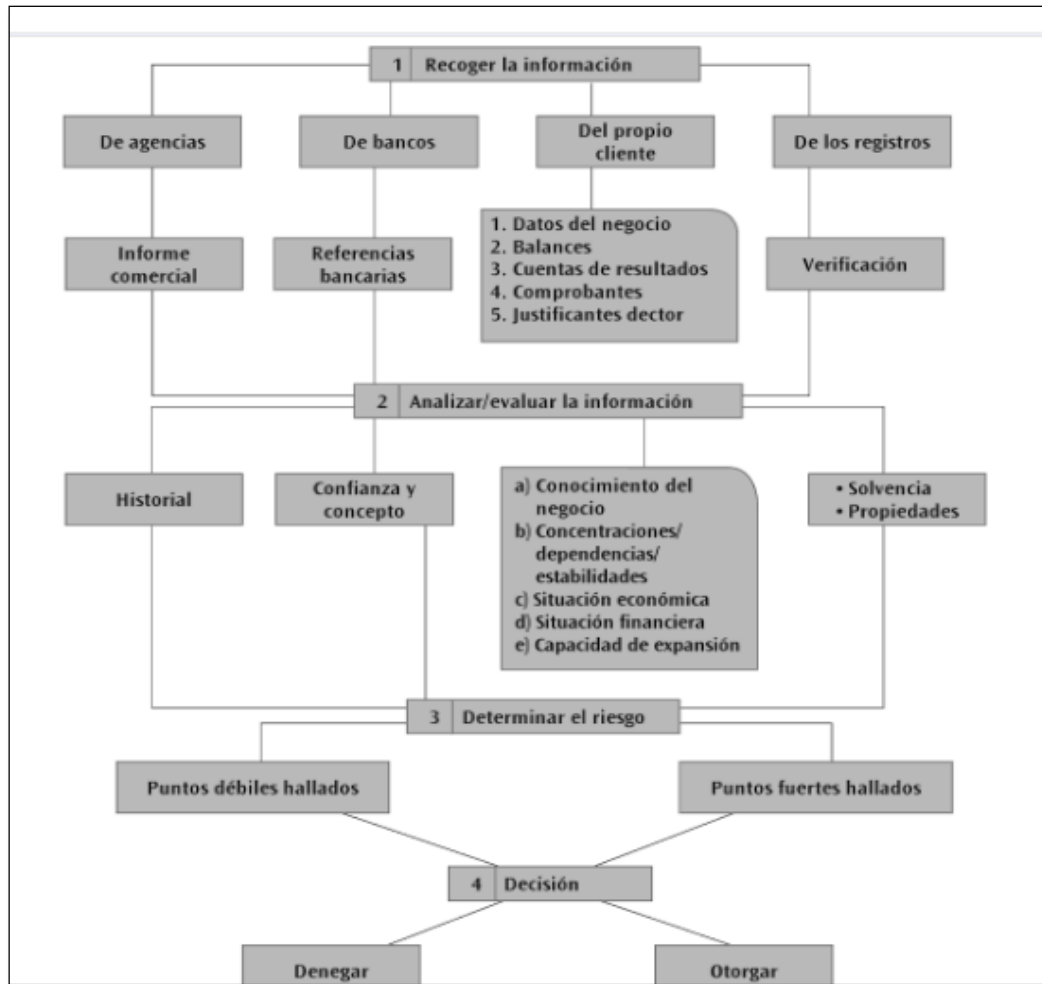 1 Recoger la información
De agencias
De bancos
Del propio
cliente
De los registros
Informe
comercial
Referencias
bancarias
1. Datos del negocio
2. Balances
3. Cuentas de resultados
4. Comprobantes
5. Justificantes dector
Verificación
2 Analizar/evaluar la información
Historial
Confianza y
concepto
a) Conocimiento del
negocio
b) Concentraciones/
dependencias/
estabilidades
c) Situación económica
d) Situación financiera
e) Capacidad de expansión
• Solvencia
• Propiedades
3 Determinar el riesgo
Puntos débiles hallados
Puntos fuertes hallados
4 Decisión
Denegar
Otorgar